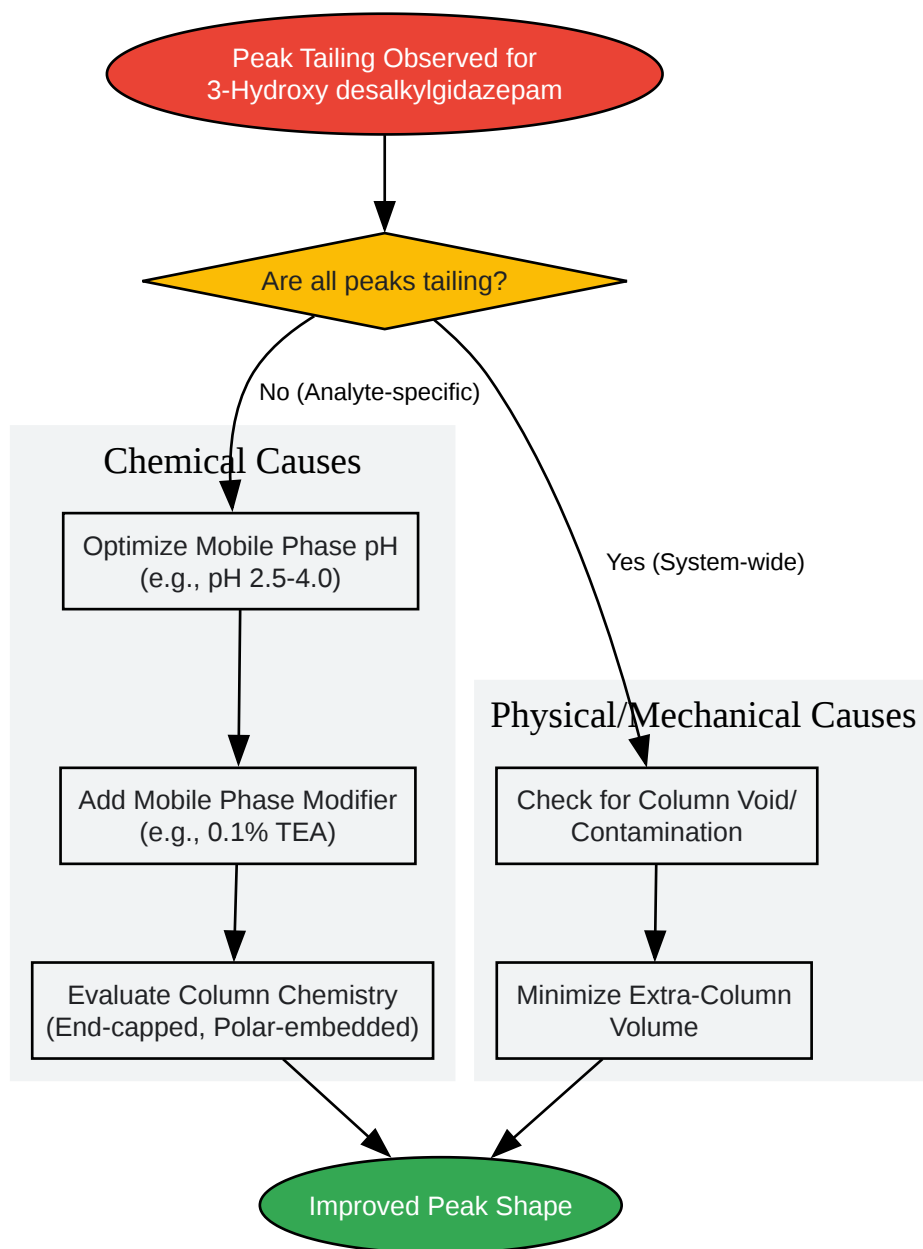 Peak Tailing Observed for
3-Hydroxy desalkylgidazepam
Are all peaks tailing?
No (Analyte-specific)
Chemical Causes
Optimize Mobile Phase pH
(e.g., pH 2.5-4.0)
Add Mobile Phase Modifier
(e.g., 0.1% TEA)
Evaluate Column Chemistry
(End-capped, Polar-embedded)
Yes (System-wide)
Physical/Mechanical Causes
Check for Column Void/
Contamination
Minimize Extra-Column
Volume
Improved Peak Shape